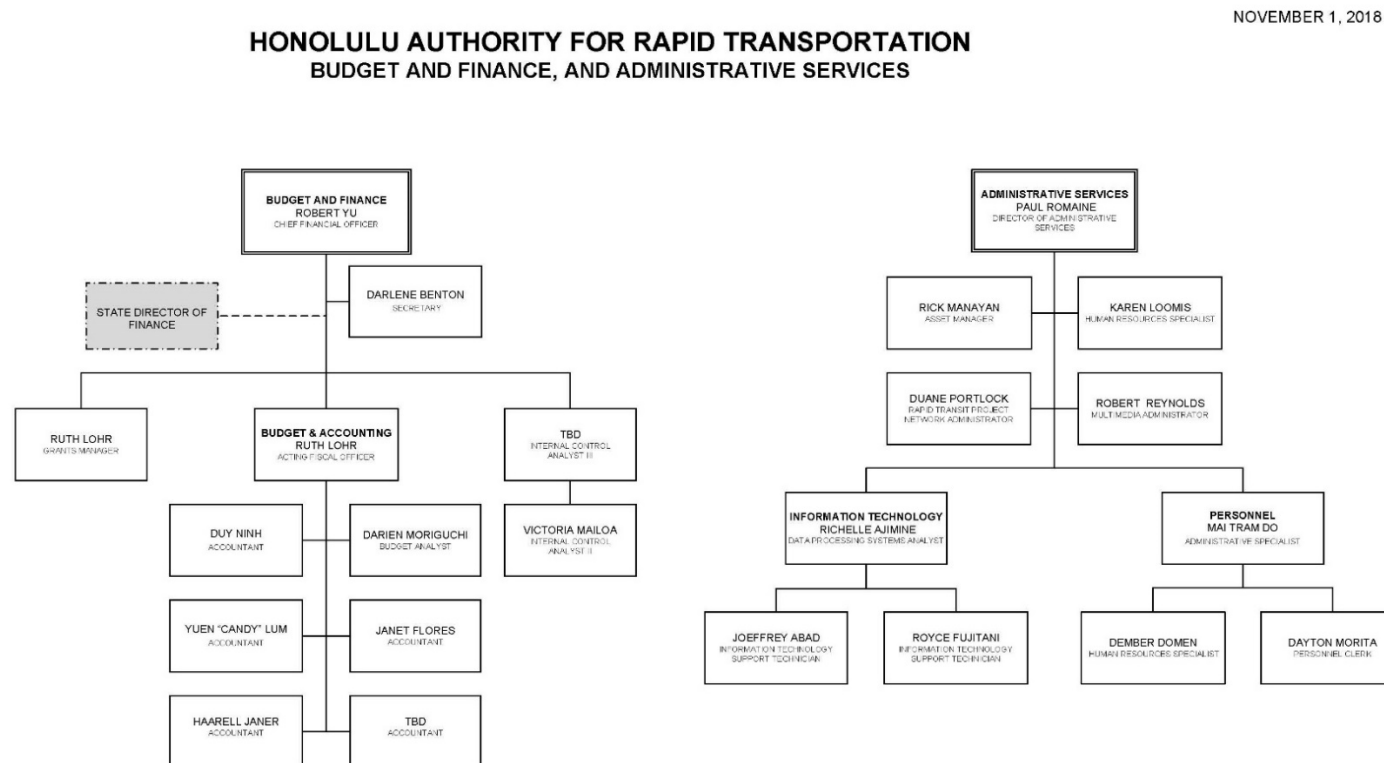 NOVEMBER 1, 2018
HONOLULU AUTHORITY FOR RAPID TRANSPORTATION
BUDGET AND FINANCE, AND ADMINISTRATIVE SERVICES
BUDGET AND FINANCE
ROBERT YU
CHIEF FINANCIAL OFFICER
STATE DIRECTOR OF
FINANCE
DARLENE BENTON
SECRETARY
RUTH LOHR
GRANTS MANAGER
BUDGET & ACCOUNTING
RUTH LOHR
ACTING FISCAL OFFICER
TBD
INTERNAL CONTROL
ANALYST III
DUY NINH
ACCOUNTANT
DARIEN MORIGUCHI
BUDGET ANALYST
VICTORIA MAILOA
INTERNAL CONTROL
ANALYST II
YUEN "CANDY" LUM
ACCOUNTANT
JANET FLORES
ACCOUNTANT
HAARELL JANER
ACCOUNTANT
TBD
ACCOUNTANT
ADMINISTRATIVE SERVICES
PAUL ROMAINE
DIRECTOR OF ADMINISTRATIVE
SERVICES
RICK MANAYAN
ASSET MANAGER
KAREN LOOMIS
HUMAN RESOURCES SPECIALIST
DUANE PORTLOCK
RAPID TRANSIT PROJECT
NETWORK ADMINISTRATOR
ROBERT REYNOLDS
MULTIMEDIA ADMINISTRATOR
INFORMATION TECHNOLOGY
RICHELLE AJIMINE
DATA PROCESSING SYSTEMS ANALYST
PERSONNEL
MAI TRAM DO
ADMINISTRATIVE SPECIALIST
JOEFFREY ABAD
INFORMATION TECHNOLOGY
SUPPORT TECHNICIAN
ROYCE FUJITANI
INFORMATION TECHNOLOGY
SUPPORT TECHNICIAN
DEMBER DOMEN
HUMAN RESOURCES SPECIALIST
DAYTON MORITA
PERSONNEL CLERK